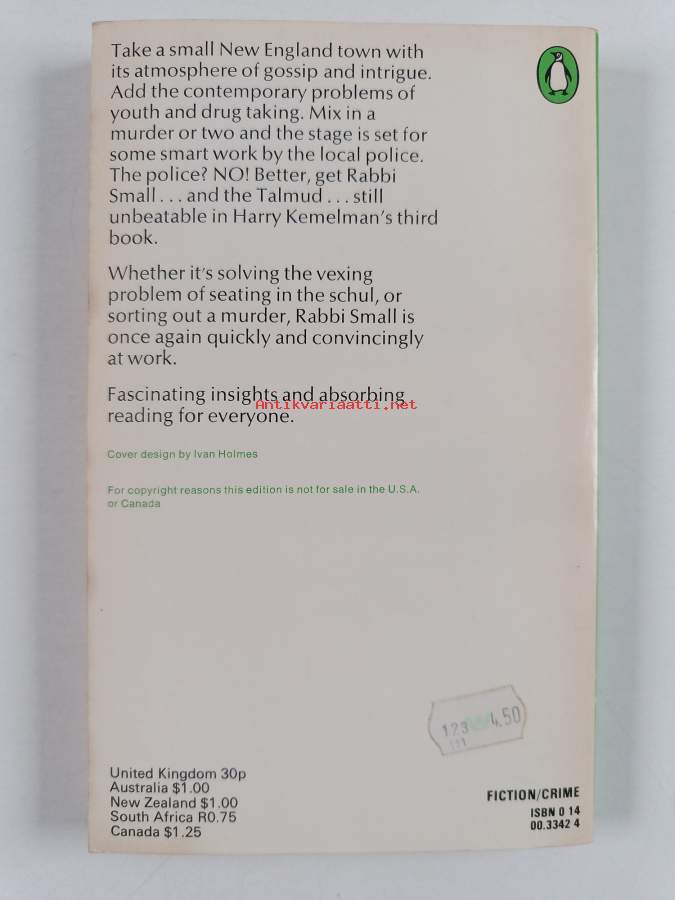 Take a small New England town with
its atmosphere of gossip and intrigue.
Add the contemporary problems of
youth and drug taking. Mix in a
murder or two and the stage is set for
some smart work by the local police.
The police? NO! Better, get Rabbi
Small . . . and the Talmud . . . still
unbeatable in Harry Kemelman's third
book.
Whether it's solving the vexing
problem of seating in the schul, or
sorting out a murder, Rabbi Small is
once again quickly and convincingly
at work.
Fascinating insights and absorbing
reading for everyone.
Antikvariaatti.net
Cover design by Ivan Holmes
For copyright reasons this edition is not for sale in the U.S.A.
or Canada
123 4.50
111
United Kingdom 30p
Australia $1.00
New Zealand $1.00
South Africa R0.75
Canada $1.25
FICTION/CRIME
ISBN 0 14
00.3342 4